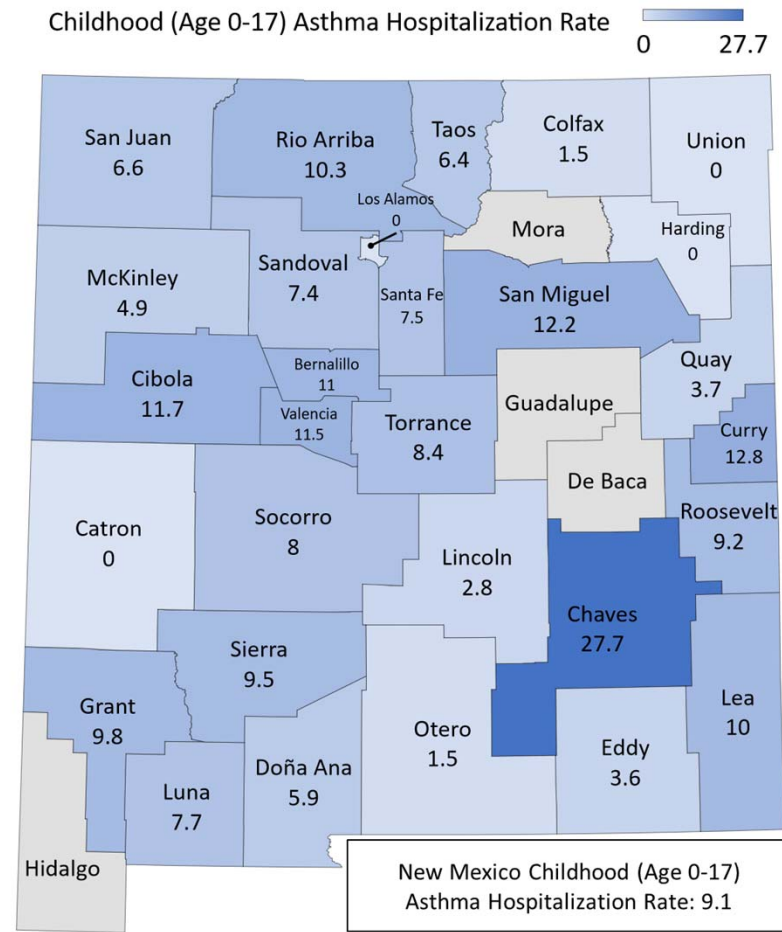 Childhood (Age 0-17) Asthma Hospitalization Rate
0 27.7
San Juan
6.6
Rio Arriba
10.3
Taos
6.4
Colfax
1.5
Union
0
Los Alamos
0
Mora
Harding
0
McKinley
4.9
Sandoval
7.4
Santa Fe
7.5
San Miguel
12.2
Quay
3.7
Cibola
11.7
Bernalillo
11
Valencia
11.5
Torrance
8.4
Guadalupe
Curry
12.8
De Baca
Roosevelt
9.2
Catron
0
Socorro
8
Lincoln
2.8
Chaves
27.7
Sierra
9.5
Grant
9.8
Otero
1.5
Lea
10
Eddy
3.6
Doña Ana
5.9
Luna
7.7
Hidalgo
New Mexico Childhood (Age 0-17)
Asthma Hospitalization Rate: 9.1